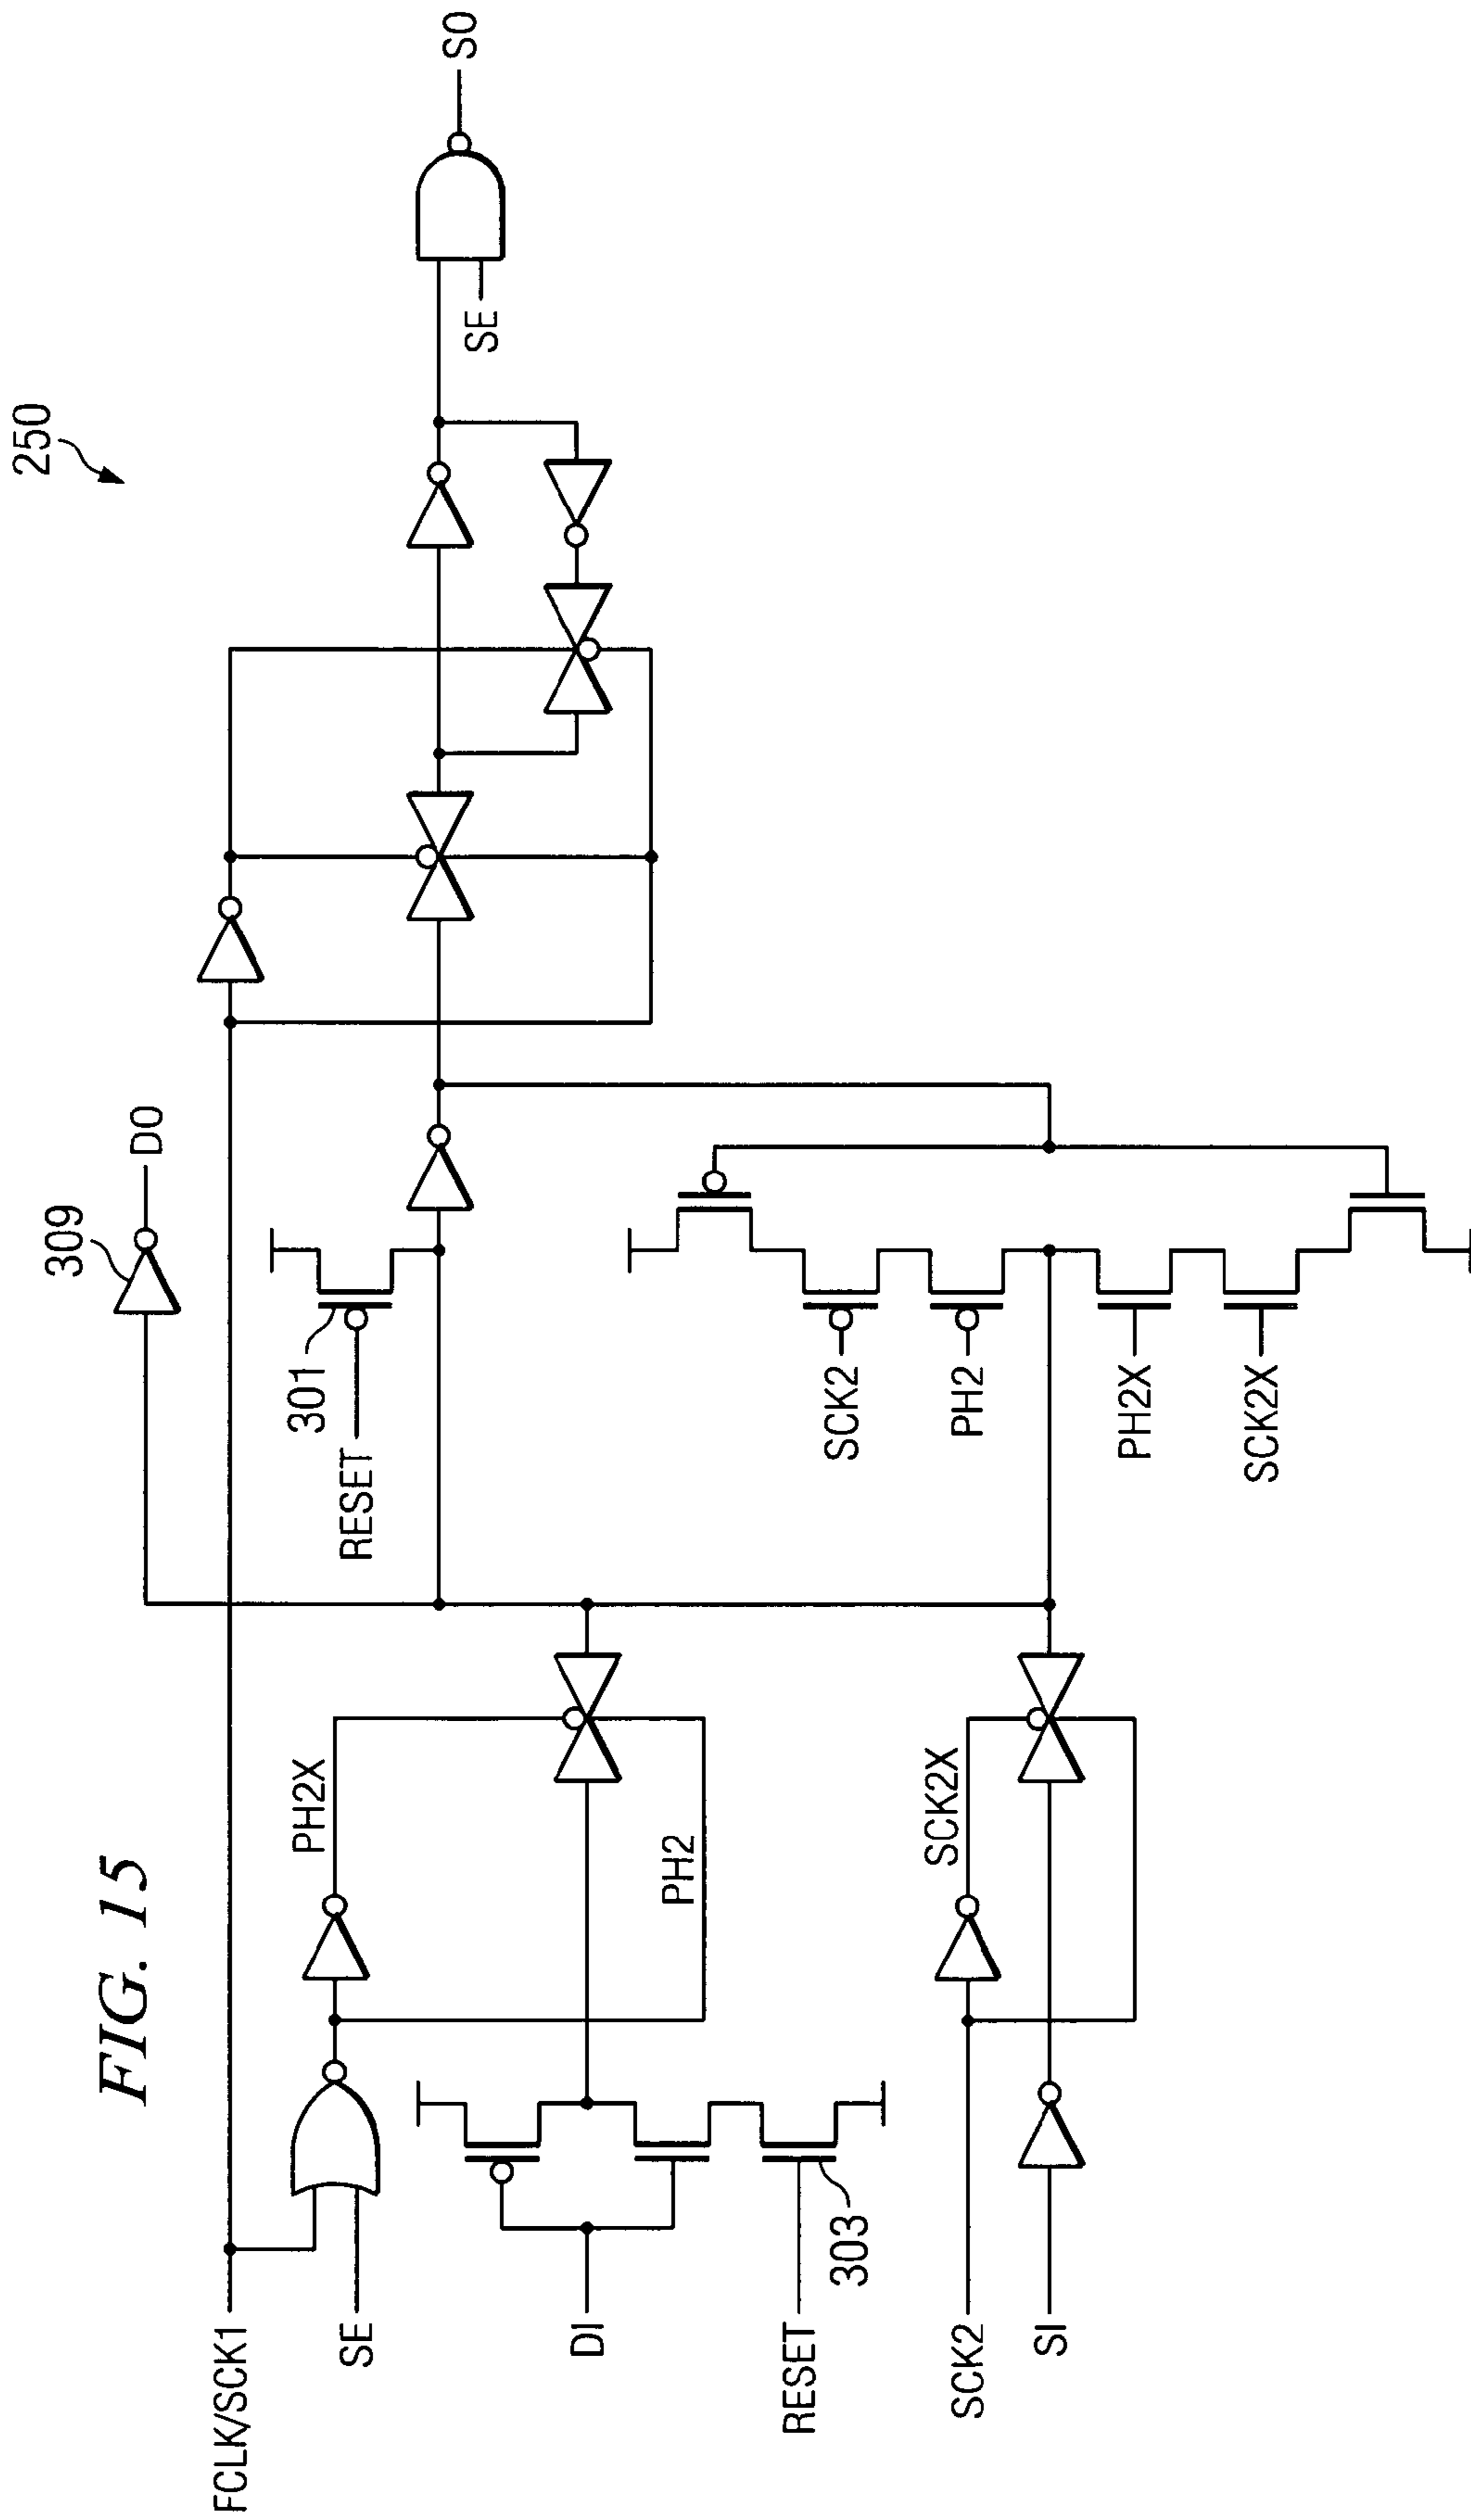 FIG. 15
250
309
DO
SO
FCLK/SCK1
SE
PH2X
301
RESET
SE
DI
PH2
RESET
303
SCK2
SCK2X
SI
SCK2
PH2
PH2X
SCK2X